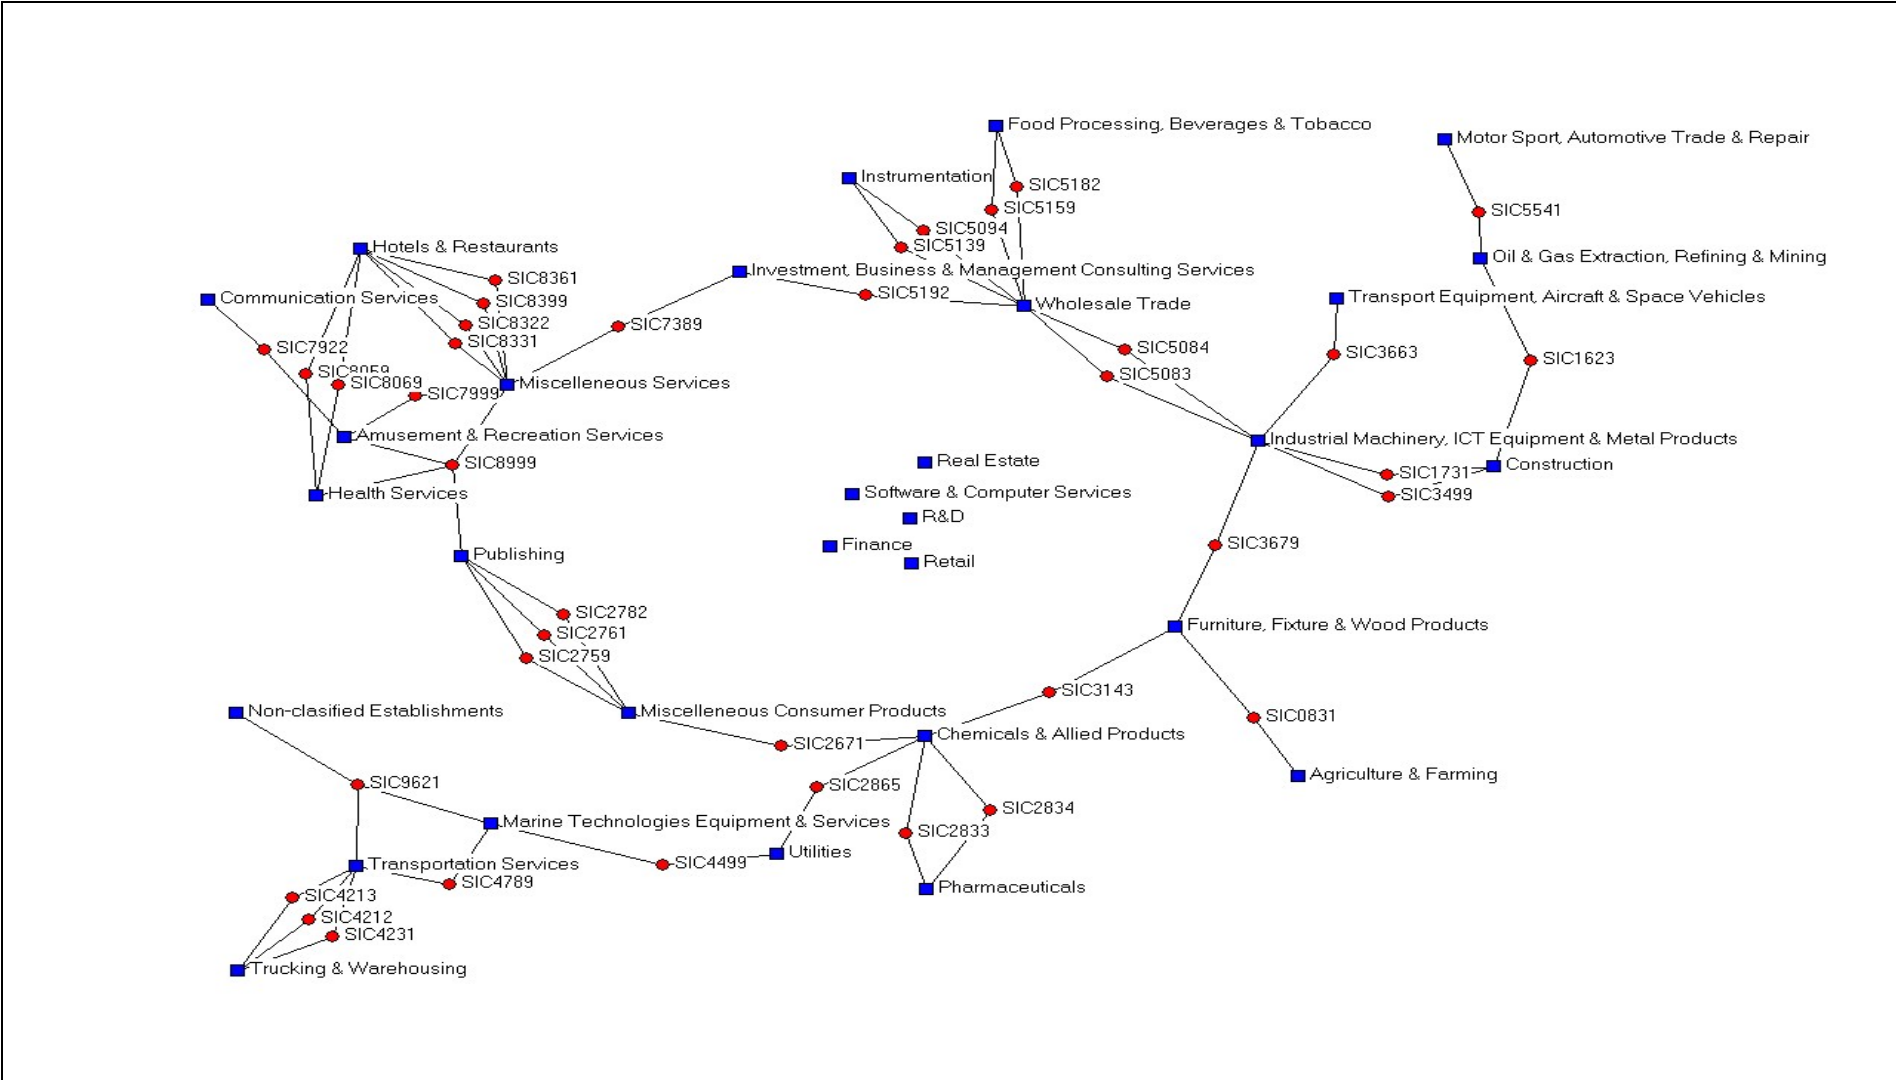 Food Processing, Beverages & Tobacco
Motor Sport, Automotive Trade & Repair
Instrumentation
SIC5182
SIC5159
SIC5541
SIC5094
SIC5139
Hotels & Restaurants
Oil & Gas Extraction, Refining & Mining
Investment, Business & Management Consulting Services
SIC8361
SIC5192
Communication Services
SIC8399
Wholesale Trade
Transport Equipment, Aircraft & Space Vehicles
SIC8322
SIC7389
SIC8331
SIC7922
SIC5084
SIC3663
SIC1623
SIC8059
SIC8069
Miscelleneous Services
SIC5083
SIC7999
Amusement & Recreation Services
Industrial Machinery, ICT Equipment & Metal Products
SIC8999
Real Estate
Construction
SIC1731
Health Services
Software & Computer Services
SIC3499
R&D
Finance
SIC3679
Publishing
Retail
SIC2782
SIC2761
Furniture, Fixture & Wood Products
SIC2759
SIC3143
Non-clasified Establishments
Miscelleneous Consumer Products
SIC0831
Chemicals & Allied Products
SIC2671
Agriculture & Farming
SIC9621
SIC2865
SIC2834
Marine Technologies Equipment & Services
SIC2833
Utilities
Transportation Services
SIC4499
SIC4789
Pharmaceuticals
SIC4213
SIC4212
SIC4231
Trucking & Warehousing